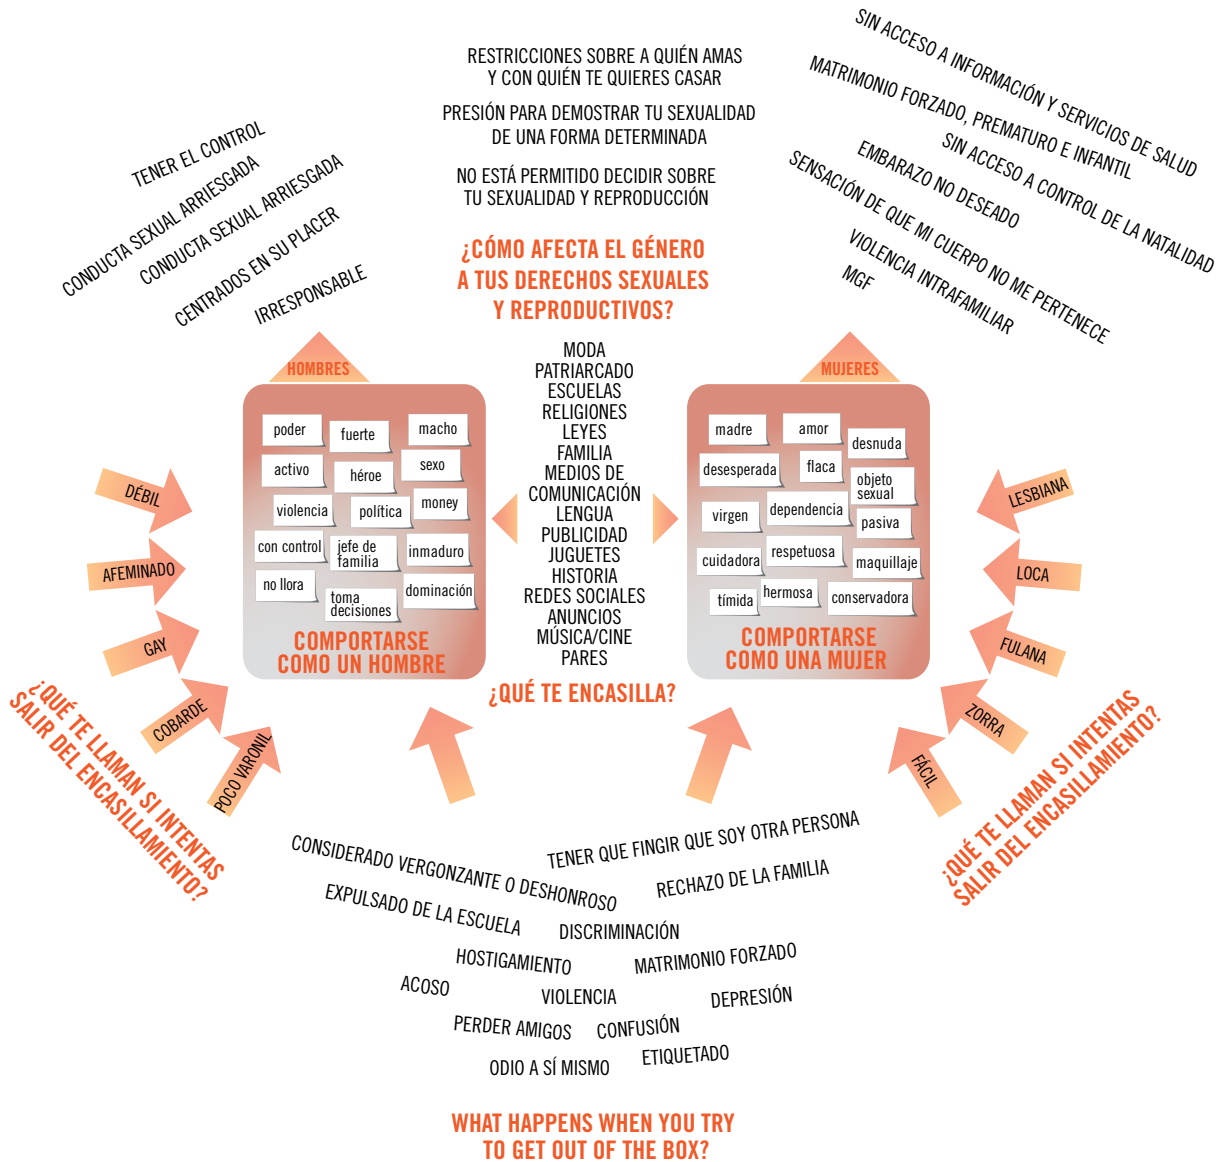 RESTRICCIONES SOBRE A QUIÉN AMAS
Y CON QUIÉN TE QUIERES CASAR
PRESIÓN PARA DEMOSTRAR TU SEXUALIDAD
DE UNA FORMA DETERMINADA
NO ESTÁ PERMITIDO DECIDIR SOBRE
TU SEXUALIDAD Y REPRODUCCIÓN
¿CÓMO AFECTA EL GÉNERO
A TUS DERECHOS SEXUALES
Y REPRODUCTIVOS?
TENER EL CONTROL
CONDUCTA SEXUAL ARRIESGADA
CONDUCTA SEXUAL ARRIESGADA
CENTRADOS EN SU PLACER
IRRESPONSABLE
SIN ACCESO A INFORMACIÓN Y SERVICIOS DE SALUD
MATRIMONIO FORZADO, PREMATURO E INFANTIL
SIN ACCESO A CONTROL DE LA NATALIDAD
EMBARAZO NO DESEADO
SENSACIÓN DE QUE MI CUERPO NO ME PERTENECE
VIOLENCIA INTRAFAMILIAR
MGF
HOMBRES
poder
fuerte
macho
activo
héroe
sexo
violencia
política
money
con control
jefe de
familia
inmaduro
no llora
toma
decisiones
dominación
COMPORTARSE
COMO UN HOMBRE
MODA
PATRIARCADO
ESCUELAS
RELIGIONES
LEYES
FAMILIA
MEDIOS DE
COMUNICACIÓN
LENGUA
PUBLICIDAD
JUGUETES
HISTORIA
REDES SOCIALES
ANUNCIOS
MÚSICA/CINE
PARES
¿QUÉ TE ENCASILLA?
MUJERES
madre
amor
desnuda
desesperada
flaca
objeto
sexual
virgen
dependencia
pasiva
cuidadora
respetuosa
maquillaje
tímida
hermosa
conservadora
COMPORTARSE
COMO UNA MUJER
DÉBIL
AFEMINADO
GAY
COBARDE
POCO VARONIL
¿QUÉ TE LLAMAN SI INTENTAS
SALIR DEL ENCASILLAMIENTO?
LESBIANA
LOCA
FULANA
ZORRA
FÁCIL
¿QUÉ TE LLAMAN SI INTENTAS
SALIR DEL ENCASILLAMIENTO?
CONSIDERADO VERGONZANTE O DESHONROSO
TENER QUE FINGIR QUE SOY OTRA PERSONA
EXPULSADO DE LA ESCUELA
RECHAZO DE LA FAMILIA
DISCRIMINACIÓN
HOSTIGAMIENTO
MATRIMONIO FORZADO
ACOSO
VIOLENCIA
DEPRESIÓN
PERDER AMIGOS
CONFUSIÓN
ODIO A SÍ MISMO
ETIQUETADO
WHAT HAPPENS WHEN YOU TRY
TO GET OUT OF THE BOX?